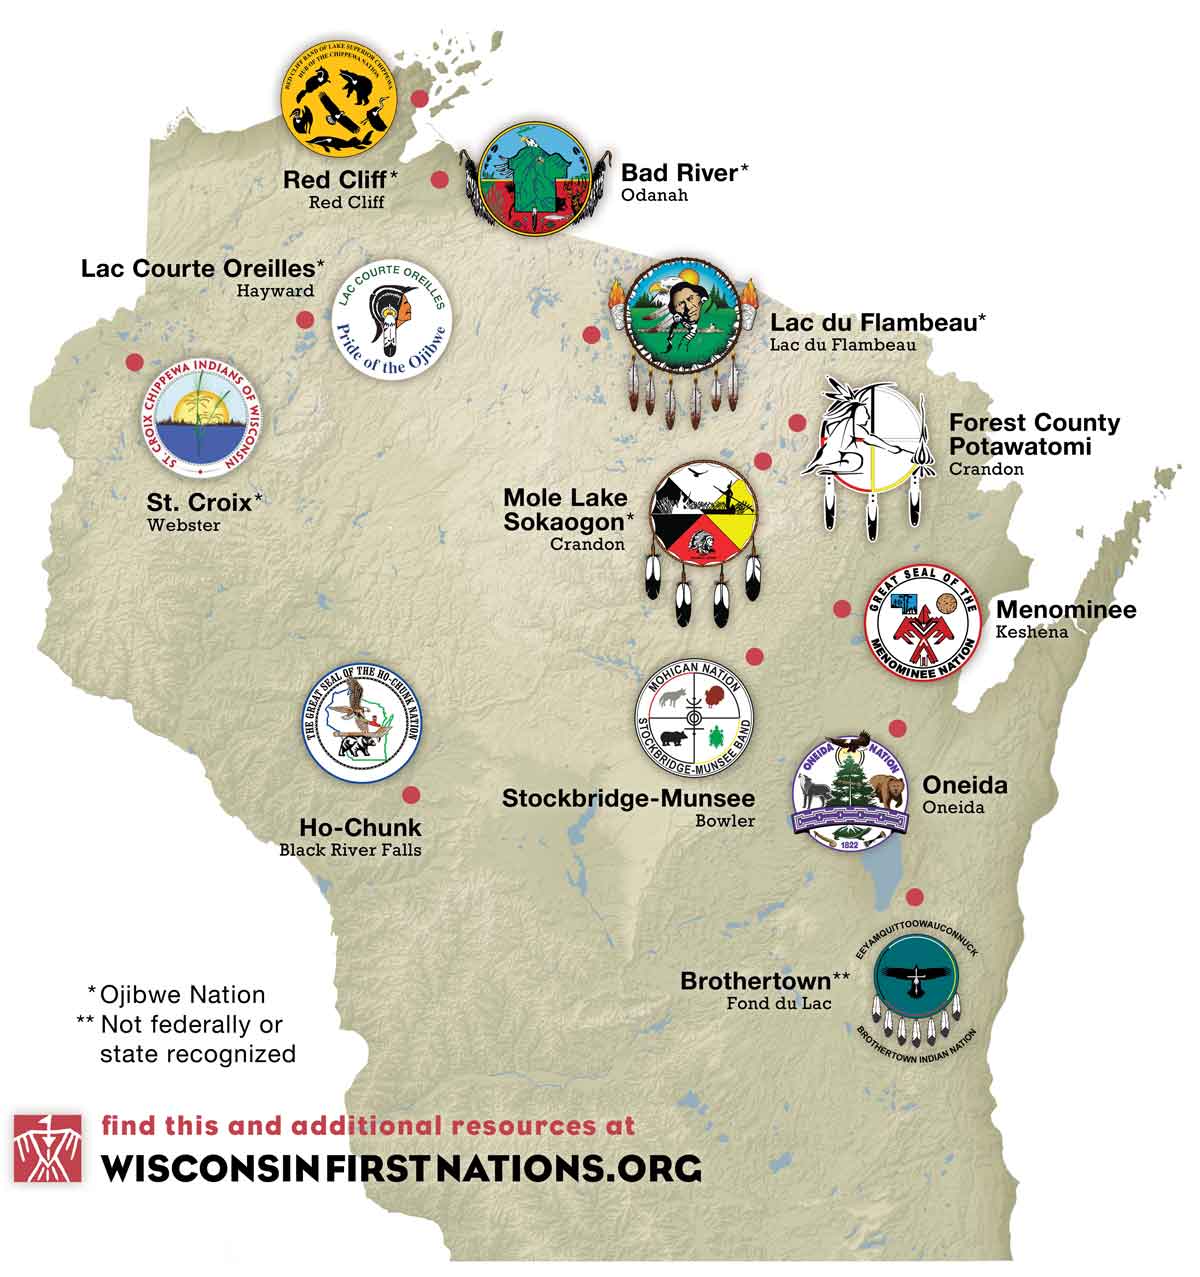 RED CLIFF BAND OF LAKE SUPERIOR CHIPPEWA
HUB OF THE CHIPPEWA NATION
Red Cliff*
Red Cliff
Bad River*
Odanah
Lac Courte Oreilles*
Hayward
LAC COURTE OREILLES
Pride of the Ojibwe
Lac du Flambeau*
Lac du Flambeau
ST. CROIX CHIPPEWA INDIANS OF WISCONSIN
St. Croix*
Webster
Forest County
Potawatomi
Crandon
Mole Lake
Sokaogon*
Crandon
GREAT SEAL OF THE
MENOMINEE NATION
Menominee
Keshena
THE GREAT SEAL OF THE HO-CHUNK NATION
Ho-Chunk
Black River Falls
MOHICAN NATION
STOCKBRIDGE-MUNSEE BAND
Stockbridge-Munsee
Bowler
ONEIDA NATION
1822
Oneida
Oneida
EEYAMQUITTOOWAUCONNUCK
BROTHERTOWN INDIAN NATION
Brothertown**
Fond du Lac
* Ojibwe Nation
** Not federally or
state recognized
find this and additional resources at
WISCONSINFIRSTNATIONS.ORG